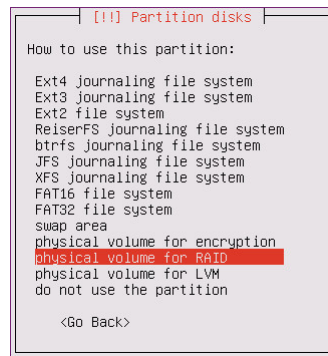 [!!] Partition disks
How to use this partition:
Ext4 journaling file system
Ext3 journaling file system
Ext2 file system
ReiserFS journaling file system
btrfs journaling file system
JFS journaling file system
XFS journaling file system
FAT16 file system
FAT32 file system
swap area
physical volume for encryption
physical volume for RAID
physical volume for LVM
do not use the partition
<Go Back>